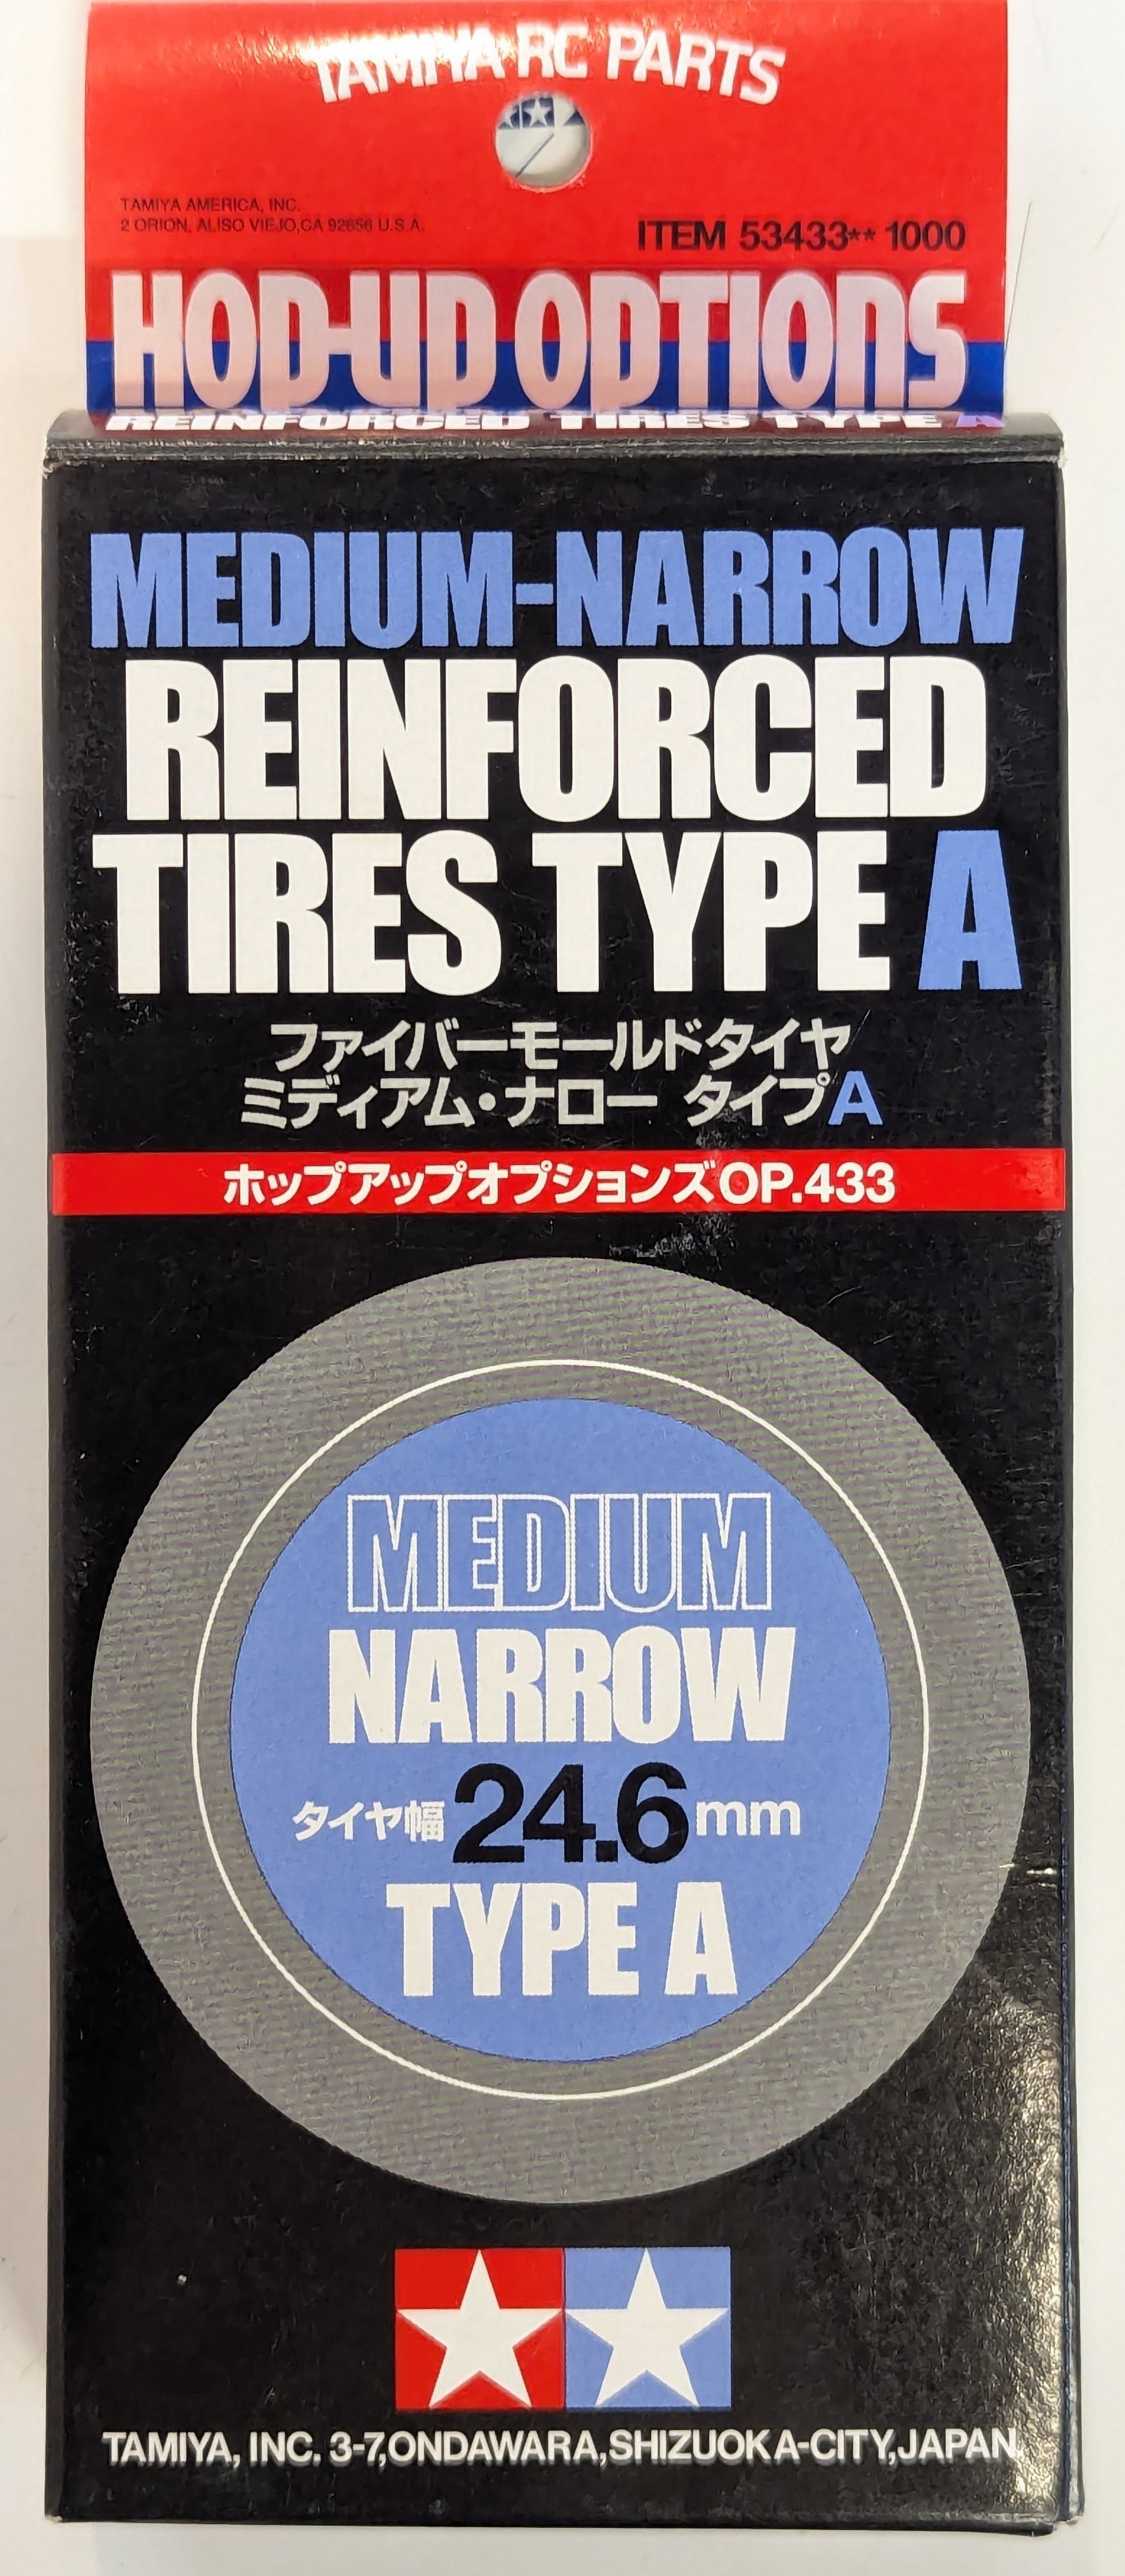 TAMIYA RC PARTS
TAMIYA AMERICA, INC.
2 ORION, ALISO VIEJO,CA 92656 U.S.A.
ITEM 53433** 1000
HOP-UP OPTIONS
REINFORCED TIRES TYPE A
MEDIUM-NARROW
REINFORCED
TIRES TYPE A
ファイバーモールドタイヤ
ミディアム・ナロー タイプA
ホップアップオプションズOP.433
MEDIUM
NARROW
タイヤ幅 24.6mm
TYPE A
TAMIYA, INC. 3-7,ONDAWARA,SHIZUOKA-CITY,JAPAN.